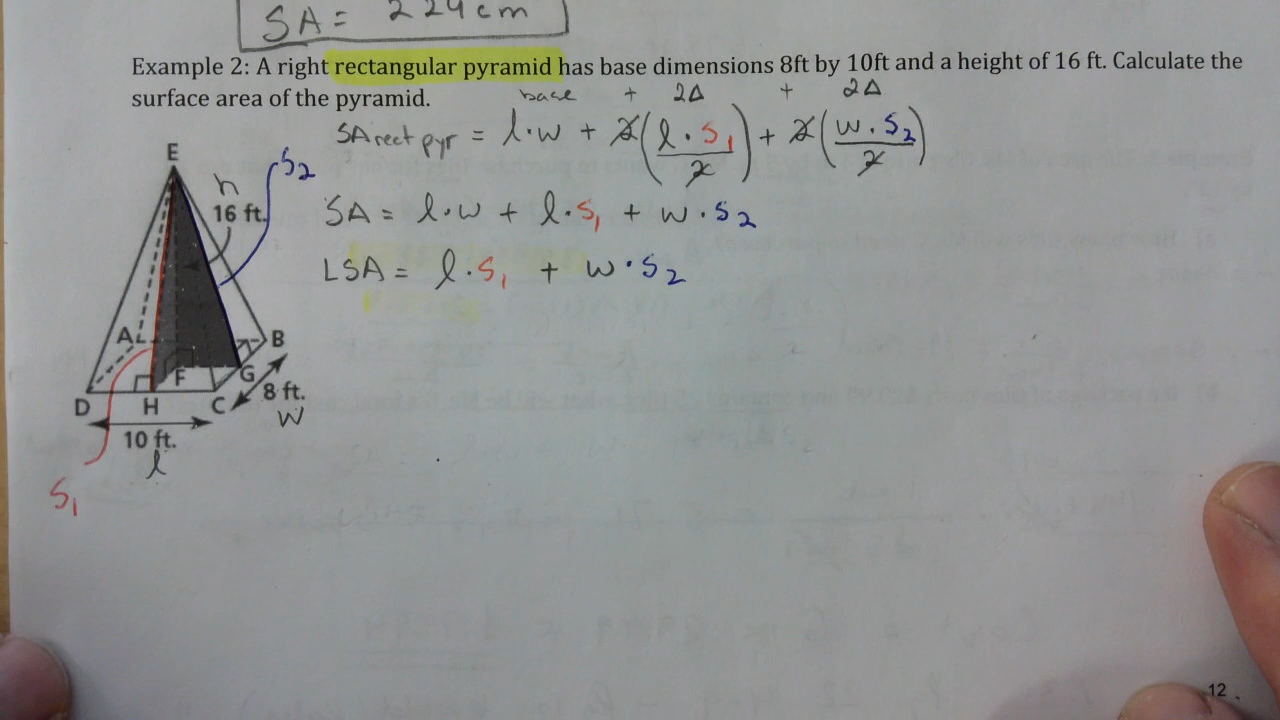 SA = 224 cm
Example 2: A right rectangular pyramid has base dimensions 8ft by 10ft and a height of 16 ft. Calculate the
surface area of the pyramid.
base + 2Δ + 2Δ
SA rect pyr = l·w + 2(l·S₁/2) + 2(w·S₂/2)
SA = l·w + l·S₁ + w·S₂
LSA = l·S₁ + w·S₂
E
S₂
h
16 ft.
A
B
F
G
D
H
C
8 ft.
w
10 ft.
l
S₁
12